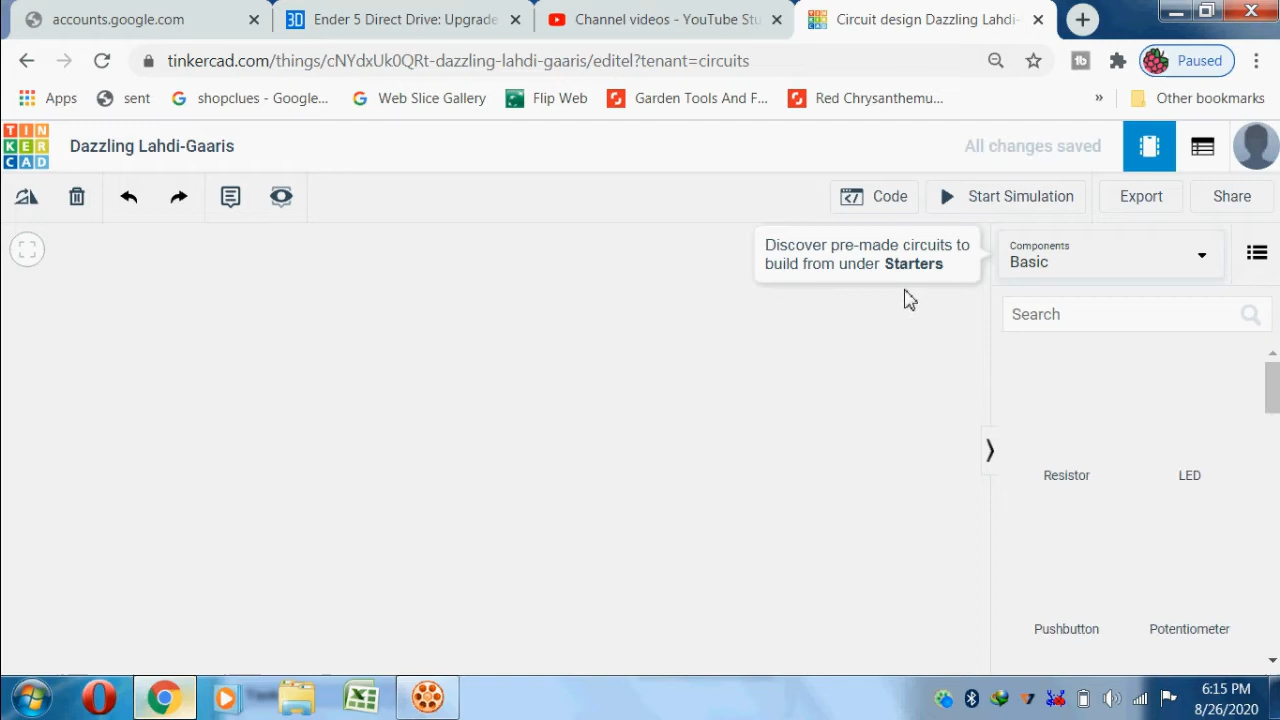 accounts.google.com
Ender 5 Direct Drive: Upgrade
Channel videos - YouTube Stu
Circuit design Dazzling Lahdi-
tinkercad.com/things/cNYdxUk0QRt-dazzling-lahdi-gaaris/editel?tenant=circuits
Paused
Apps
sent
shopclues - Google...
Web Slice Gallery
Flip Web
Garden Tools And F...
Red Chrysanthemu...
»
Other bookmarks
TIN
KER
CAD
Dazzling Lahdi-Gaaris
All changes saved
Code
Start Simulation
Export
Share
Discover pre-made circuits to
build from under Starters
Components
Basic
Search
Resistor
LED
Pushbutton
Potentiometer
6:15 PM
8/26/2020